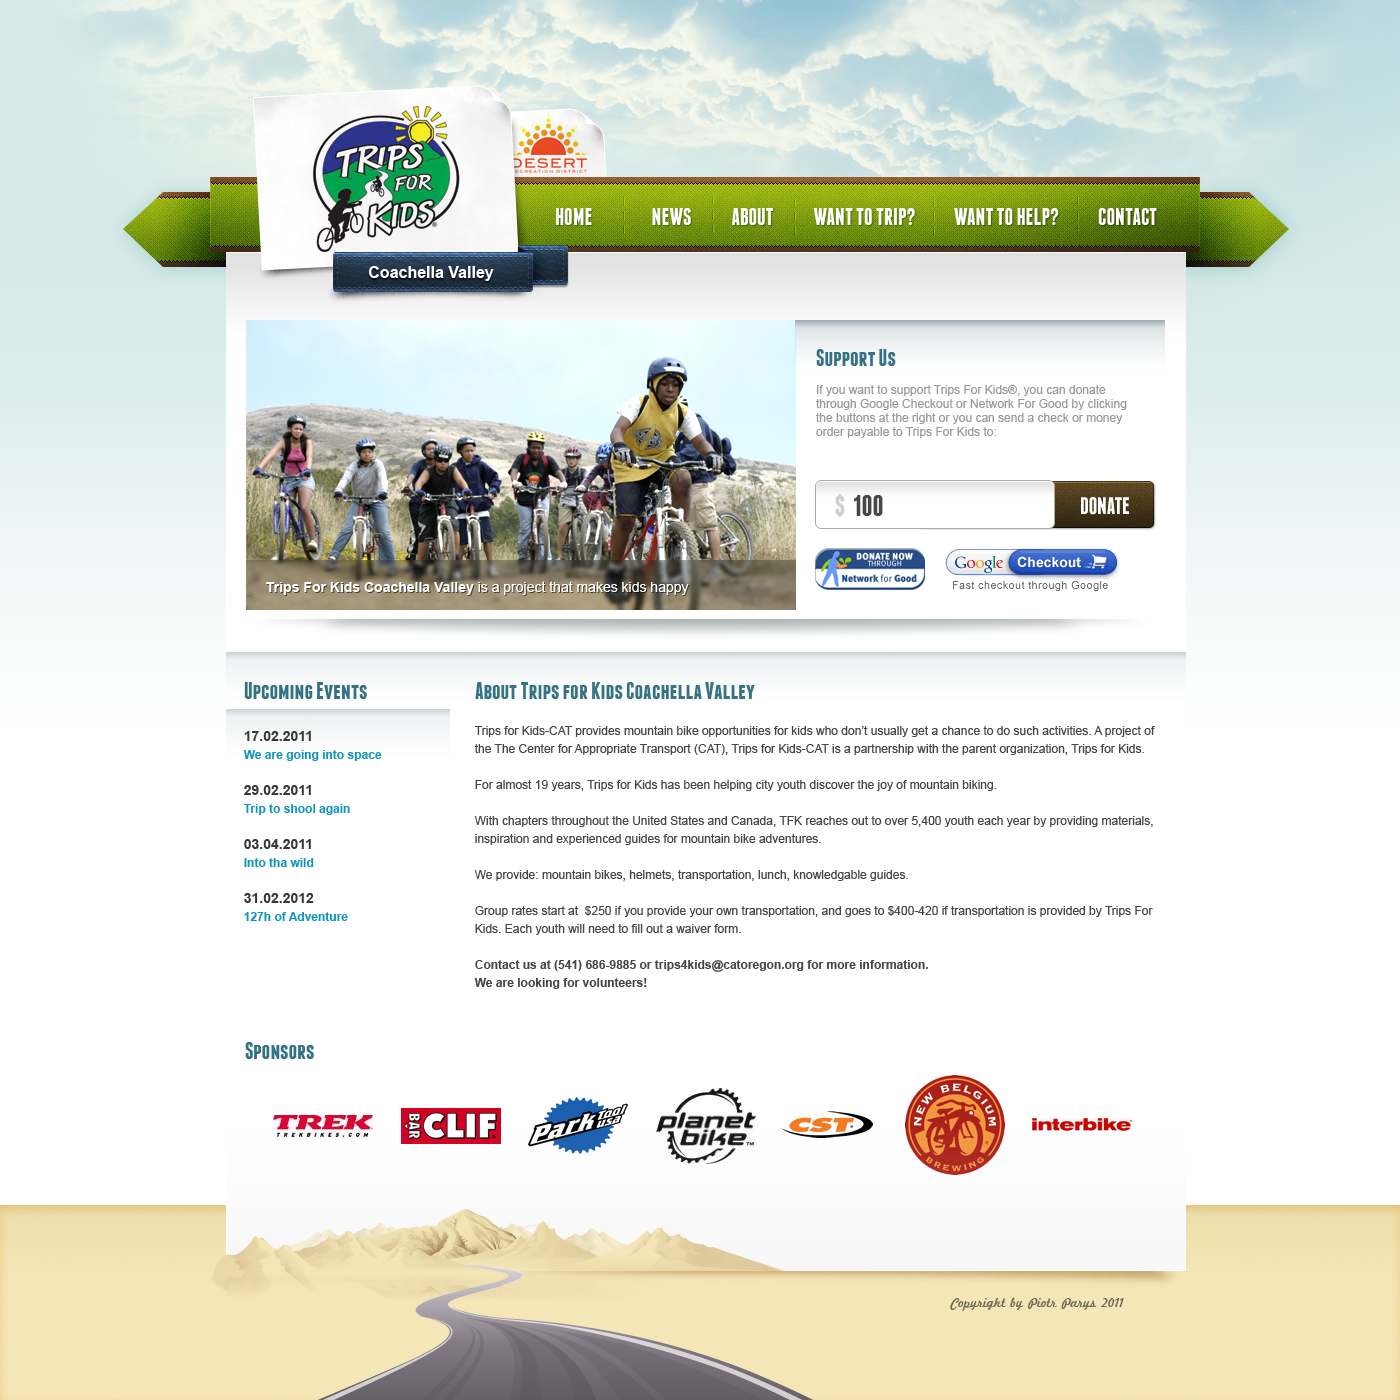 TRIPS
FOR
KIDS
DESERT
RECREATION DISTRICT
HOME
NEWS
ABOUT
WANT TO TRIP?
WANT TO HELP?
CONTACT
Coachella Valley
Support Us
If you want to support Trips For Kids®, you can donate
through Google Checkout or Network For Good by clicking
the buttons at the right or you can send a check or money
order payable to Trips For Kids to:
$ 100
DONATE
DONATE NOW
THROUGH
Network for Good
Google Checkout
Fast checkout through Google
Trips For Kids Coachella Valley is a project that makes kids happy
Upcoming Events
17.02.2011
We are going into space
29.02.2011
Trip to shool again
03.04.2011
Into tha wild
31.02.2012
127h of Adventure
About Trips for Kids Coachella Valley
Trips for Kids-CAT provides mountain bike opportunities for kids who don’t usually get a chance to do such activities. A project of
the The Center for Appropriate Transport (CAT), Trips for Kids-CAT is a partnership with the parent organization, Trips for Kids.
For almost 19 years, Trips for Kids has been helping city youth discover the joy of mountain biking.
With chapters throughout the United States and Canada, TFK reaches out to over 5,400 youth each year by providing materials,
inspiration and experienced guides for mountain bike adventures.
We provide: mountain bikes, helmets, transportation, lunch, knowledgable guides.
Group rates start at  $250 if you provide your own transportation, and goes to $400-420 if transportation is provided by Trips For
Kids. Each youth will need to fill out a waiver form.
Contact us at (541) 686-9885 or trips4kids@catoregon.org for more information.
We are looking for volunteers!
Sponsors
TREK
TREKBIKES.COM
CLIF BAR
Park Tool USA
planet bike™
CST
NEW BELGIUM
BREWING
interbike
Copyright by Piotr Parys 2011